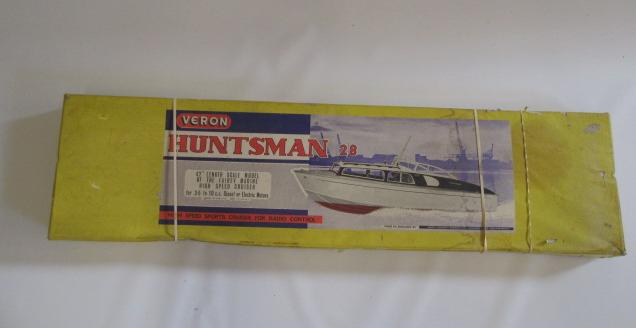 VERON
HUNTSMAN 28
42" LENGTH SCALE MODEL
OF THE FAIREY MARINE
HIGH SPEED CRUISER
for 3.5 to 10 c.c. Diesel or Electric Motors
HIGH SPEED SPORTS CRUISER FOR RADIO CONTROL